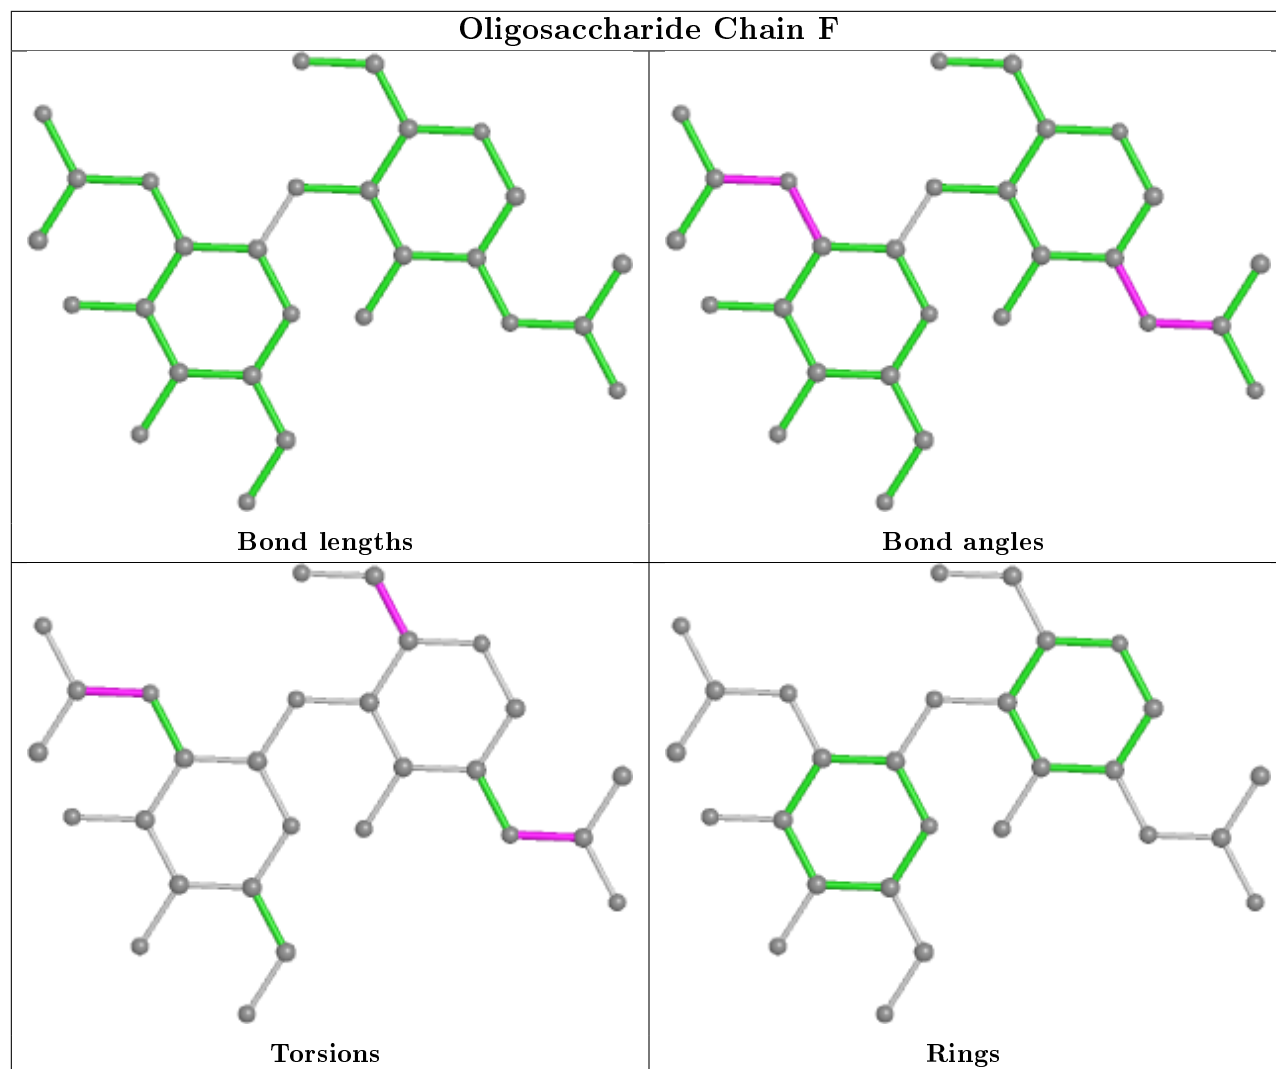 Oligosaccharide Chain F
Bond lengths
Bond angles
Torsions
Rings